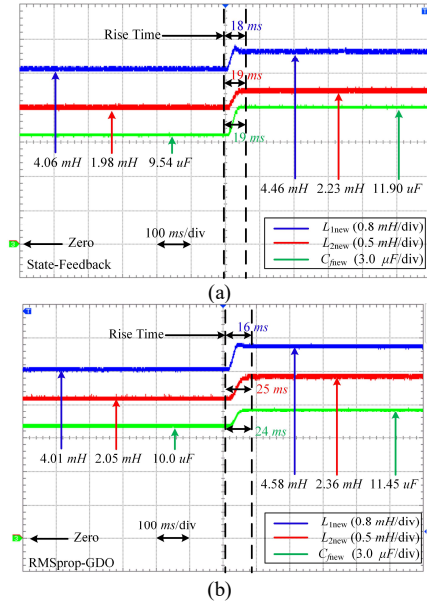 Rise Time
18 ms
19 ms
19 ms
4.06 mH
1.98 mH
9.54 uF
4.46 mH
2.23 mH
11.90 uF
100 ms/div
Zero
State-Feedback
L1new (0.8 mH/div)
L2new (0.5 mH/div)
Cfnew (3.0 μF/div)
(a)
Rise Time
16 ms
25 ms
24 ms
4.01 mH
2.05 mH
10.0 uF
4.58 mH
2.36 mH
11.45 uF
100 ms/div
Zero
RMSprop-GDO
L1new (0.8 mH/div)
L2new (0.5 mH/div)
Cfnew (3.0 μF/div)
(b)